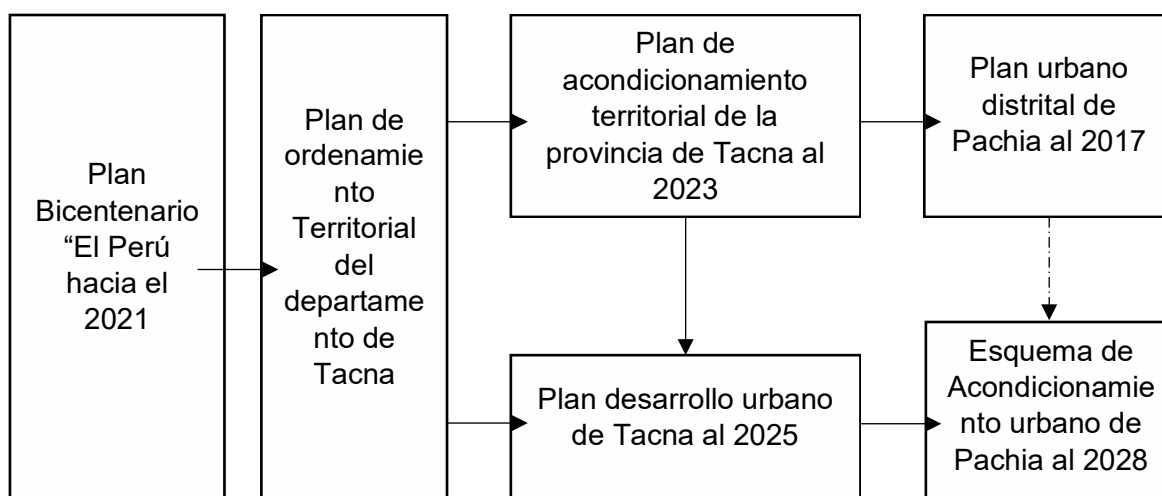 Plan
Bicentenario
“El Perú
hacia el
2021
Plan de
ordenamie
nto
Territorial
del
departame
nto de
Tacna
Plan de
acondicionamiento
territorial de la
provincia de Tacna al
2023
Plan urbano
distrital de
Pachia al 2017
Plan desarrollo urbano
de Tacna al 2025
Esquema de
Acondicionamie
nto urbano de
Pachia al 2028